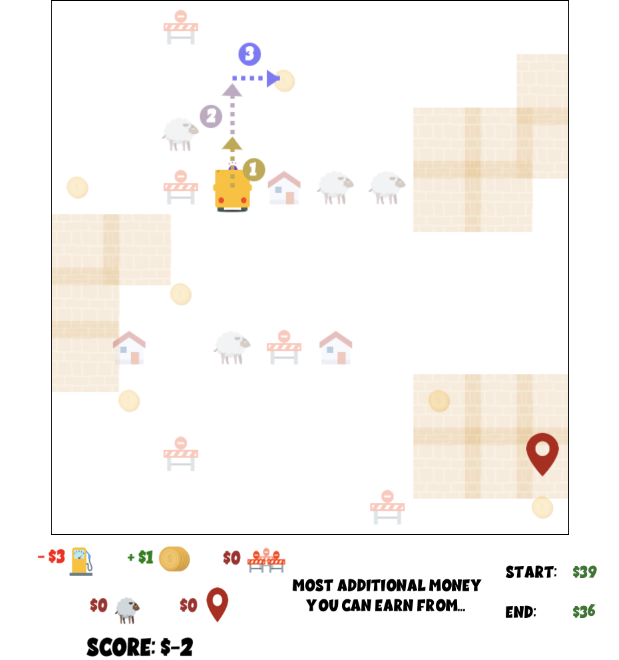 3
2
1
- $3
+ $1
$0
$0
$0
MOST ADDITIONAL MONEY
YOU CAN EARN FROM...
START: $39
END: $36
SCORE: $-2